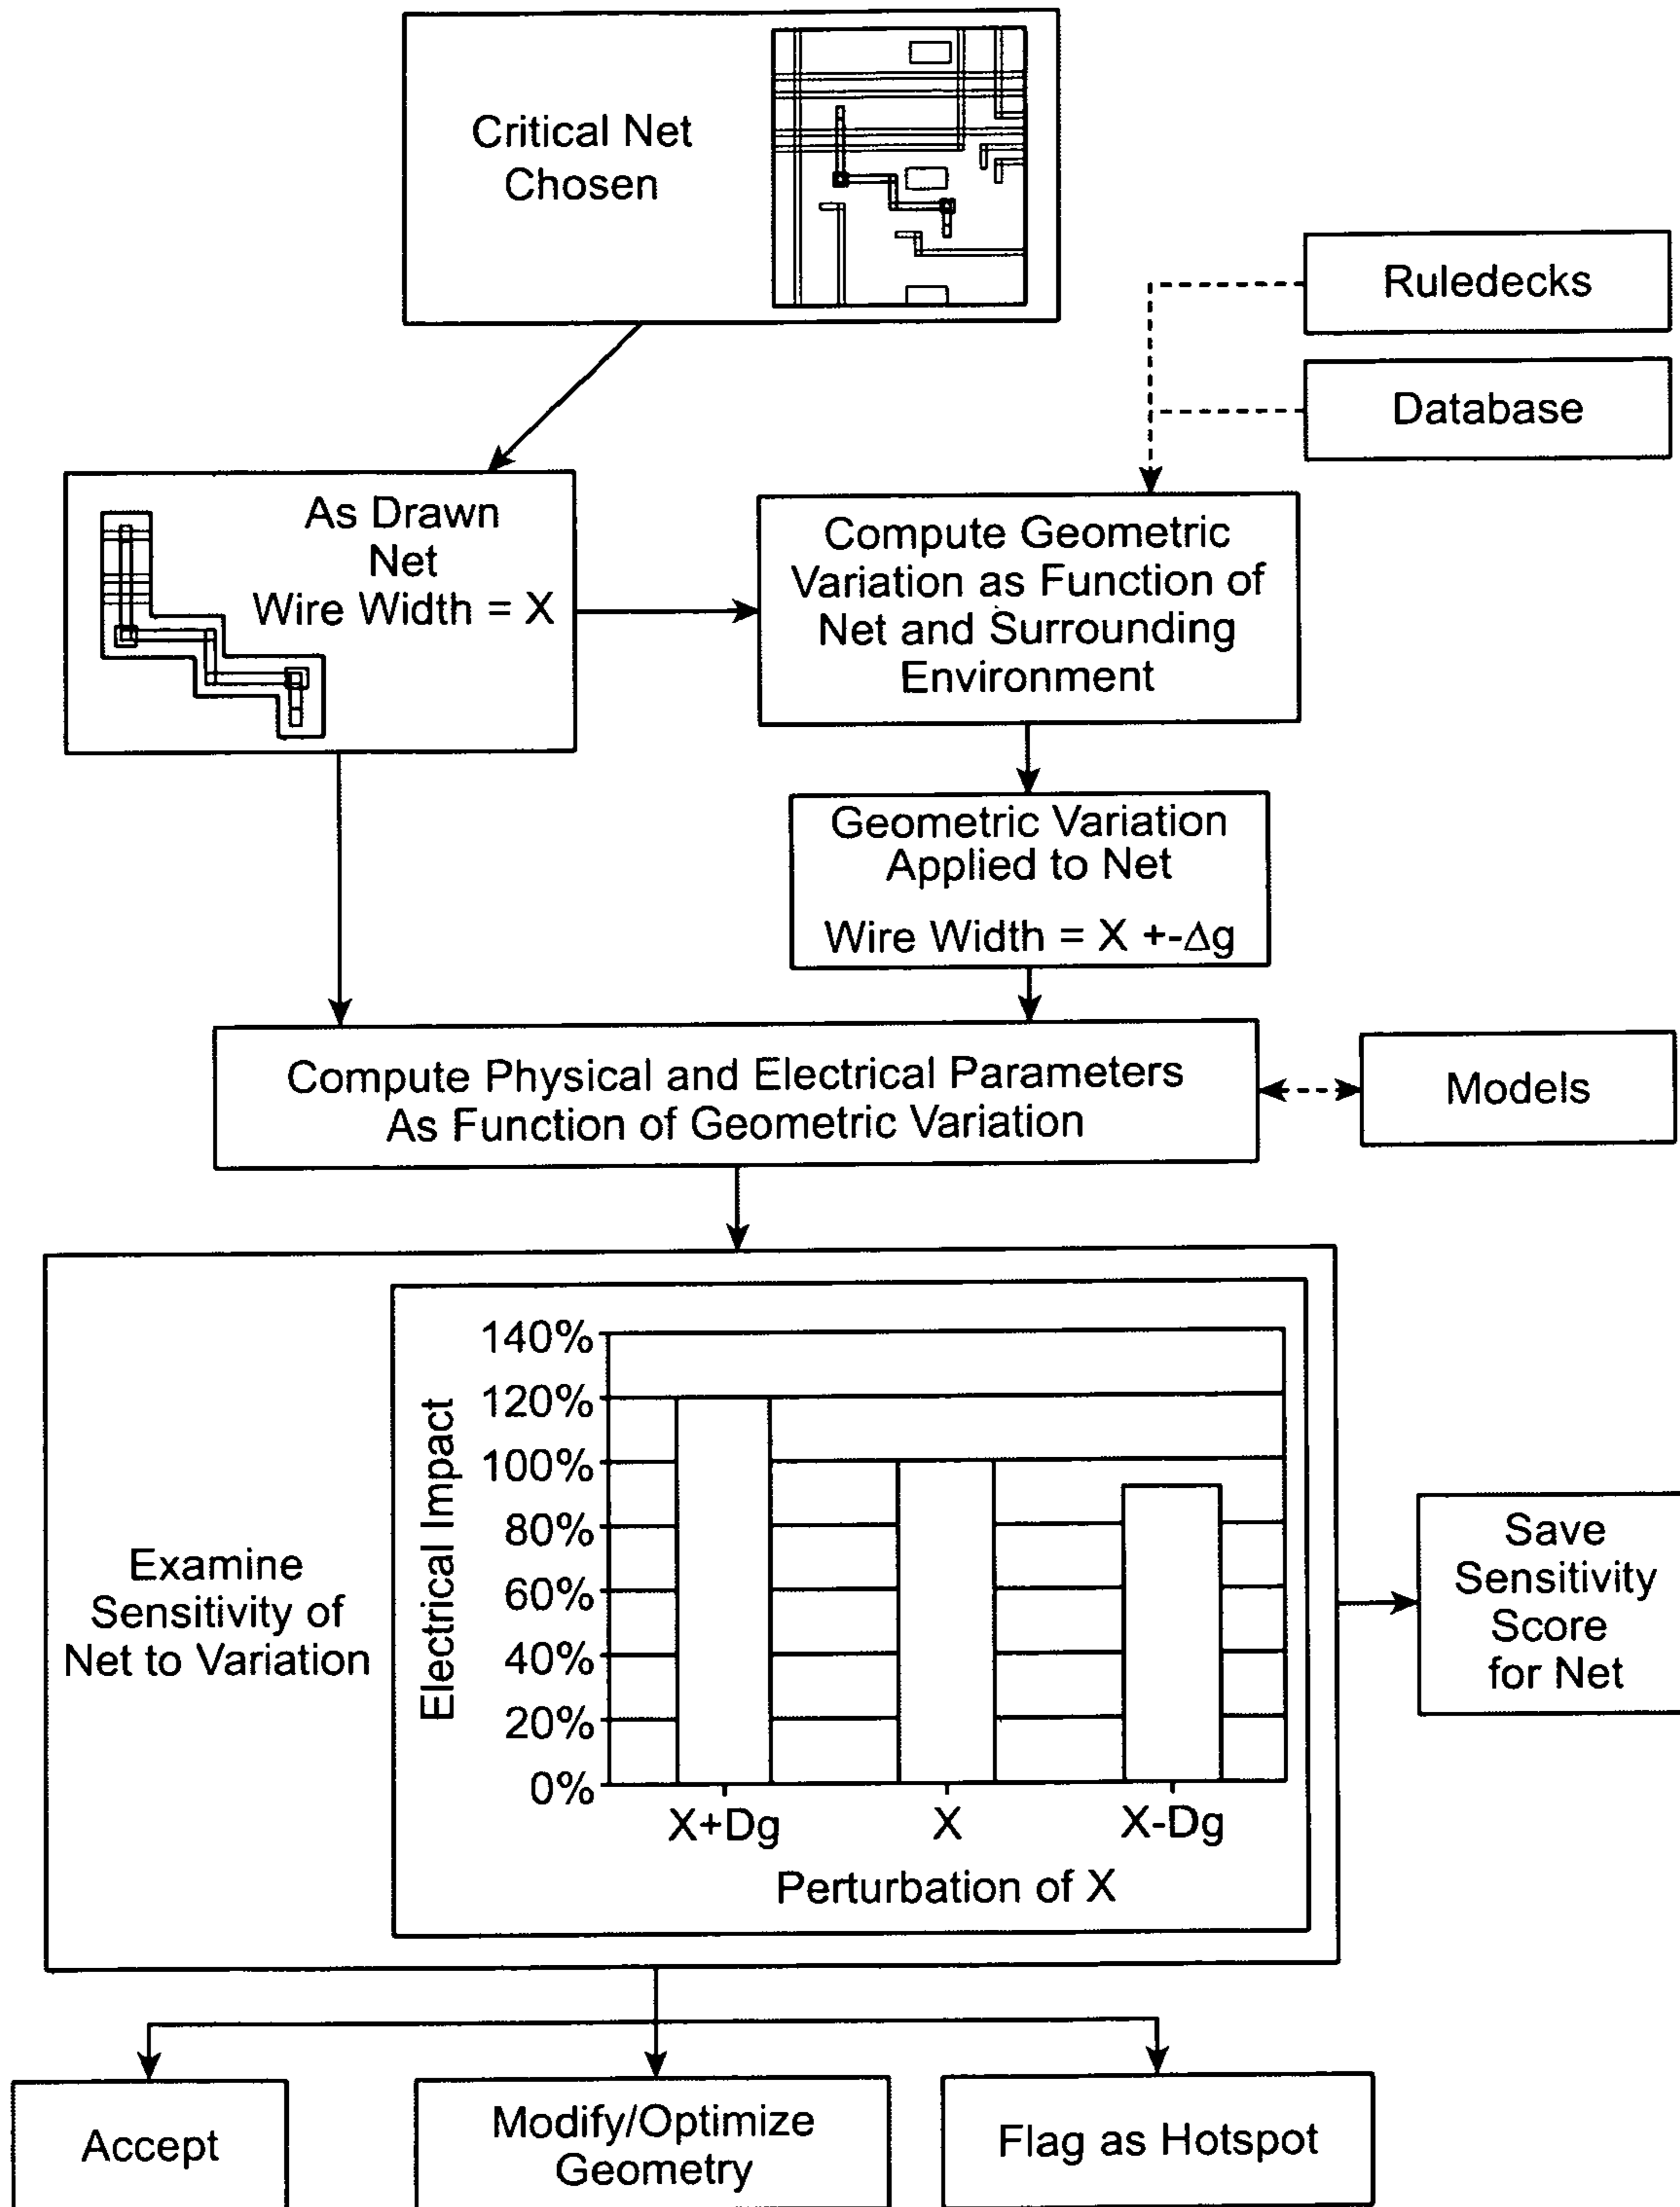 Critical Net
Chosen
Ruledecks
Database
As Drawn
Net
Wire Width = X
Compute Geometric
Variation as Function of
Net and Surrounding
Environment
Geometric Variation
Applied to Net
Wire Width = X +-Δg
Compute Physical and Electrical Parameters
As Function of Geometric Variation
Models
Examine
Sensitivity of
Net to Variation
Electrical Impact
140%
120%
100%
80%
60%
40%
20%
0%
X+Dg
X
X-Dg
Perturbation of X
Save
Sensitivity
Score
for Net
Accept
Modify/Optimize
Geometry
Flag as Hotspot